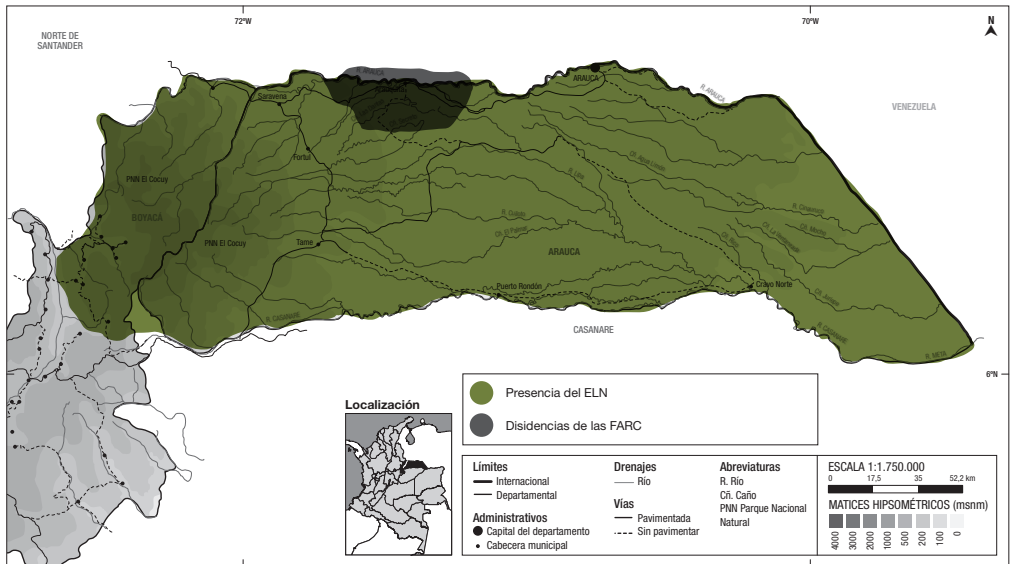 72°W
70°W
NORTE DE
SANTANDER
N
R. ARAUCA
ARAUCA
R. ARAUCA
VENEZUELA
Saravena
Fortul
PNN El Cocuy
BOYACÁ
PNN El Cocuy
Tame
ARAUCA
Puerto Rondón
Cravo Norte
R. CASANARE
CASANARE
R. CASANARE
R. META
6°N
Presencia del ELN
Disidencias de las FARC
Localización
Límites
Internacional
Departamental
Administrativos
Capital del departamento
Cabecera municipal
Drenajes
Río
Vías
Pavimentada
Sin pavimentar
Abreviaturas
R. Río
Cñ. Caño
PNN Parque Nacional
Natural
ESCALA 1:1.750.000
0 17,5 35 52,2 km
MATICES HIPSOMÉTRICOS (msnm)
4000 3000 2000 1000 500 200 100 0